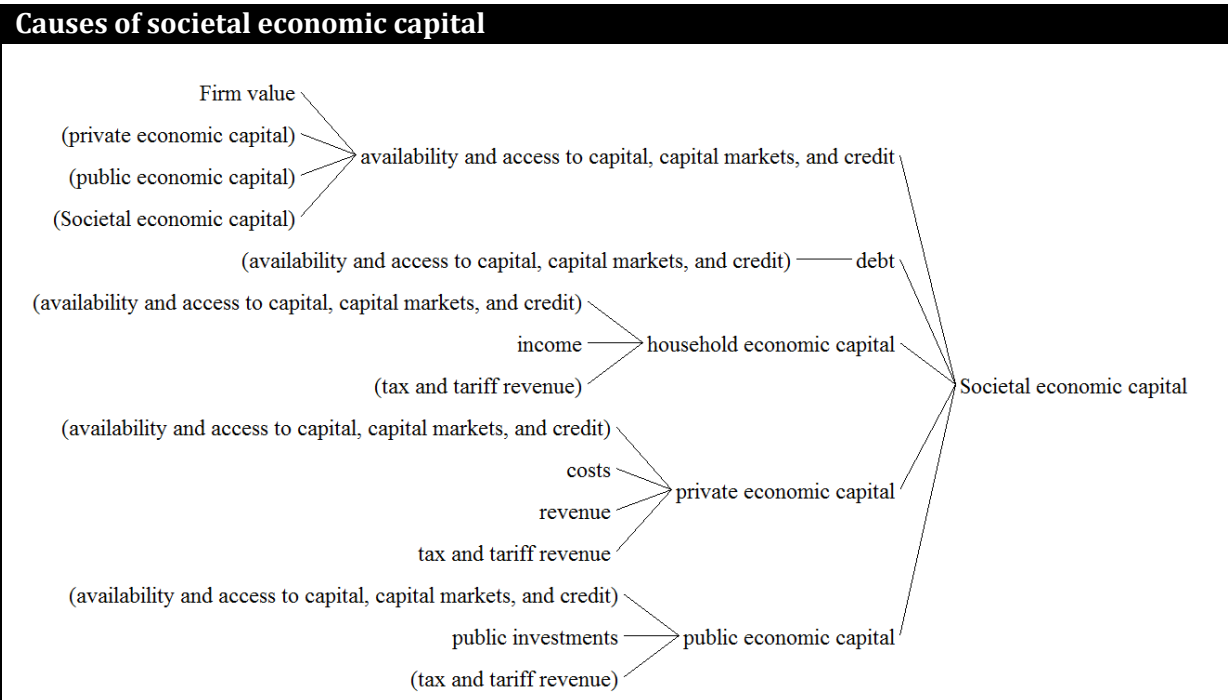 Causes of societal economic capital
Firm value
(private economic capital)
availability and access to capital, capital markets, and credit
(public economic capital)
(Societal economic capital)
(availability and access to capital, capital markets, and credit)
debt
(availability and access to capital, capital markets, and credit)
income
household economic capital
(tax and tariff revenue)
Societal economic capital
(availability and access to capital, capital markets, and credit)
costs
private economic capital
revenue
tax and tariff revenue
(availability and access to capital, capital markets, and credit)
public investments
public economic capital
(tax and tariff revenue)